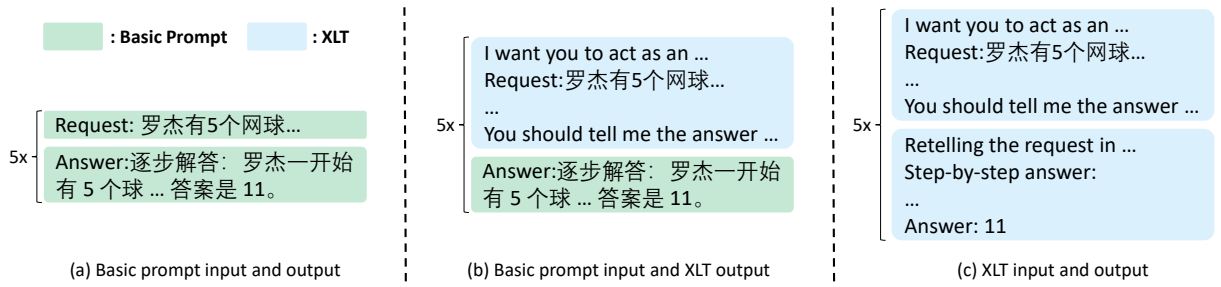 : Basic Prompt
: XLT
5x
Request: 罗杰有5个网球...
Answer:逐步解答：罗杰一开始
有 5 个球 ... 答案是 11。
(a) Basic prompt input and output
5x
I want you to act as an ...
Request:罗杰有5个网球...
...
You should tell me the answer ...
Answer:逐步解答：罗杰一开始
有 5 个球 ... 答案是 11。
(b) Basic prompt input and XLT output
5x
I want you to act as an ...
Request:罗杰有5个网球...
...
You should tell me the answer ...
Retelling the request in ...
Step-by-step answer:
...
Answer: 11
(c) XLT input and output